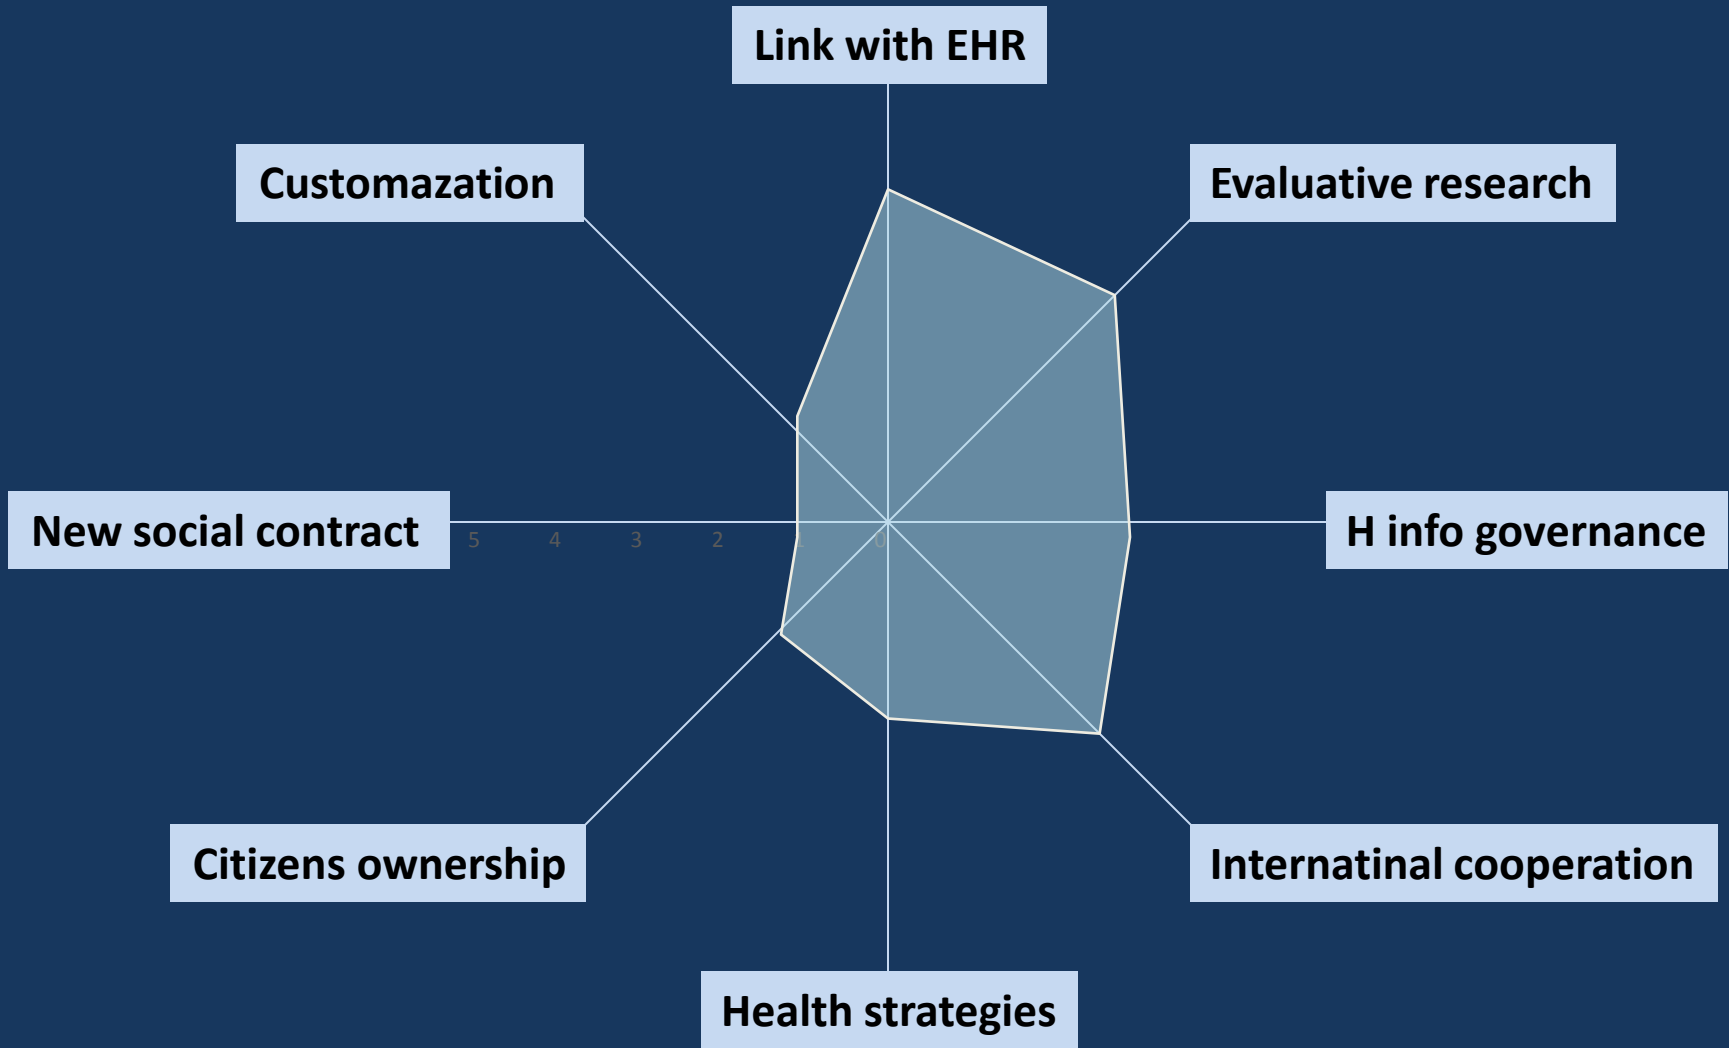 Link with EHR
Customazation
Evaluative research
New social contract
5 4 3 2 1 0
H info governance
Citizens ownership
Internatinal cooperation
Health strategies